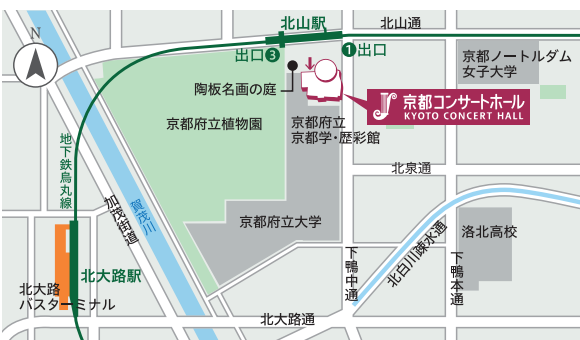 N
北山駅
北山通
出口3
1出口
京都ノートルダム
女子大学
陶板名画の庭
京都コンサートホール
KYOTO CONCERT HALL
京都府立植物園
京都府立
京都学・歴彩館
地下鉄烏丸線
北泉通
加茂街道
賀茂川
京都府立大学
洛北高校
北白川疏水通
下鴨中通
下鴨本通
北大路駅
北大路
バスターミナル
北大路通